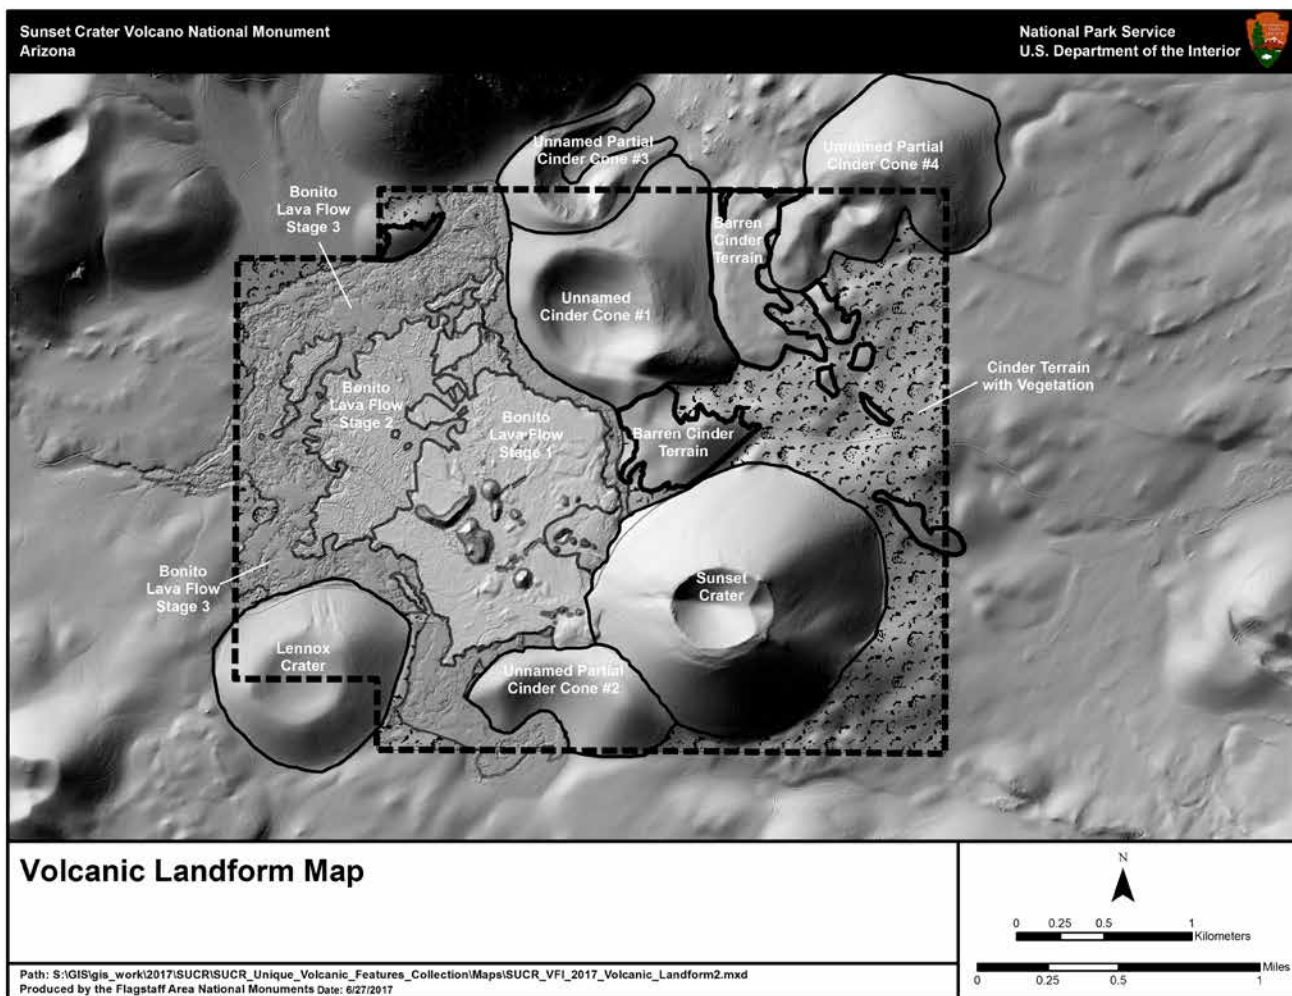 Sunset Crater Volcano National Monument
Arizona
National Park Service
U.S. Department of the Interior
Unnamed Partial
Cinder Cone #3
Unnamed Partial
Cinder Cone #4
Bonito
Lava Flow
Stage 3
Barren
Cinder
Terrain
Unnamed
Cinder Cone #1
Cinder Terrain
with Vegetation
Bonito
Lava Flow
Stage 2
Bonito
Lava Flow
Stage 1
Barren Cinder
Terrain
Bonito
Lava Flow
Stage 3
Sunset
Crater
Lennox
Crater
Unnamed Partial
Cinder Cone #2
Volcanic Landform Map
N
0 0.25 0.5 1
Kilometers
Miles
0 0.25 0.5 1
Path: S:\GIS\gis_work\2017\SUCR\SUCR_Unique_Volcanic_Features_Collection\Maps\SUCR_VFI_2017_Volcanic_Landform2.mxd
Produced by the Flagstaff Area National Monuments Date: 6/27/2017